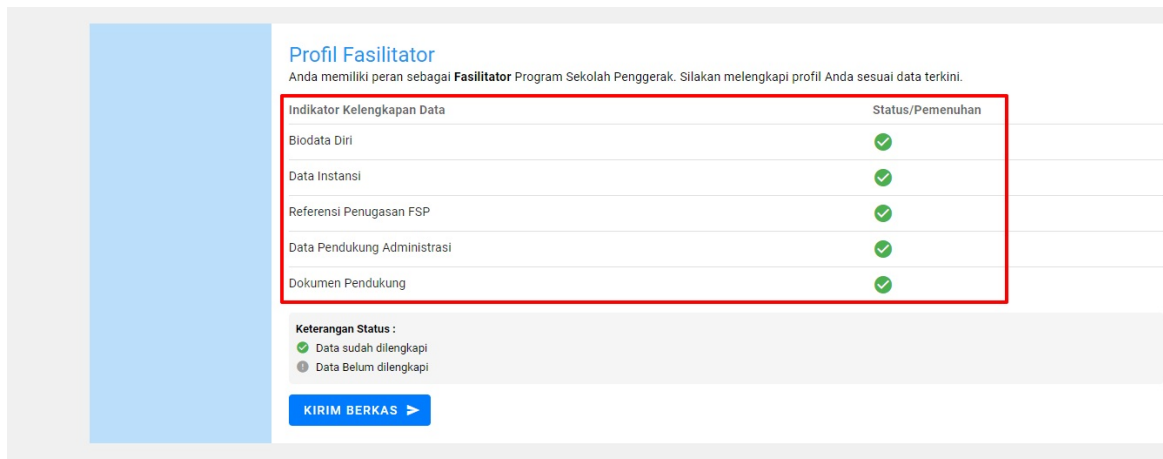 Profil Fasilitator
Anda memiliki peran sebagai Fasilitator Program Sekolah Penggerak. Silakan melengkapi profil Anda sesuai data terkini.
Indikator Kelengkapan Data Status/Pemenuhan
Biodata Diri
Data Instansi
Referensi Penugasan FSP
Data Pendukung Administrasi
Dokumen Pendukung
Keterangan Status :
Data sudah dilengkapi
Data Belum dilengkapi
KIRIM BERKAS